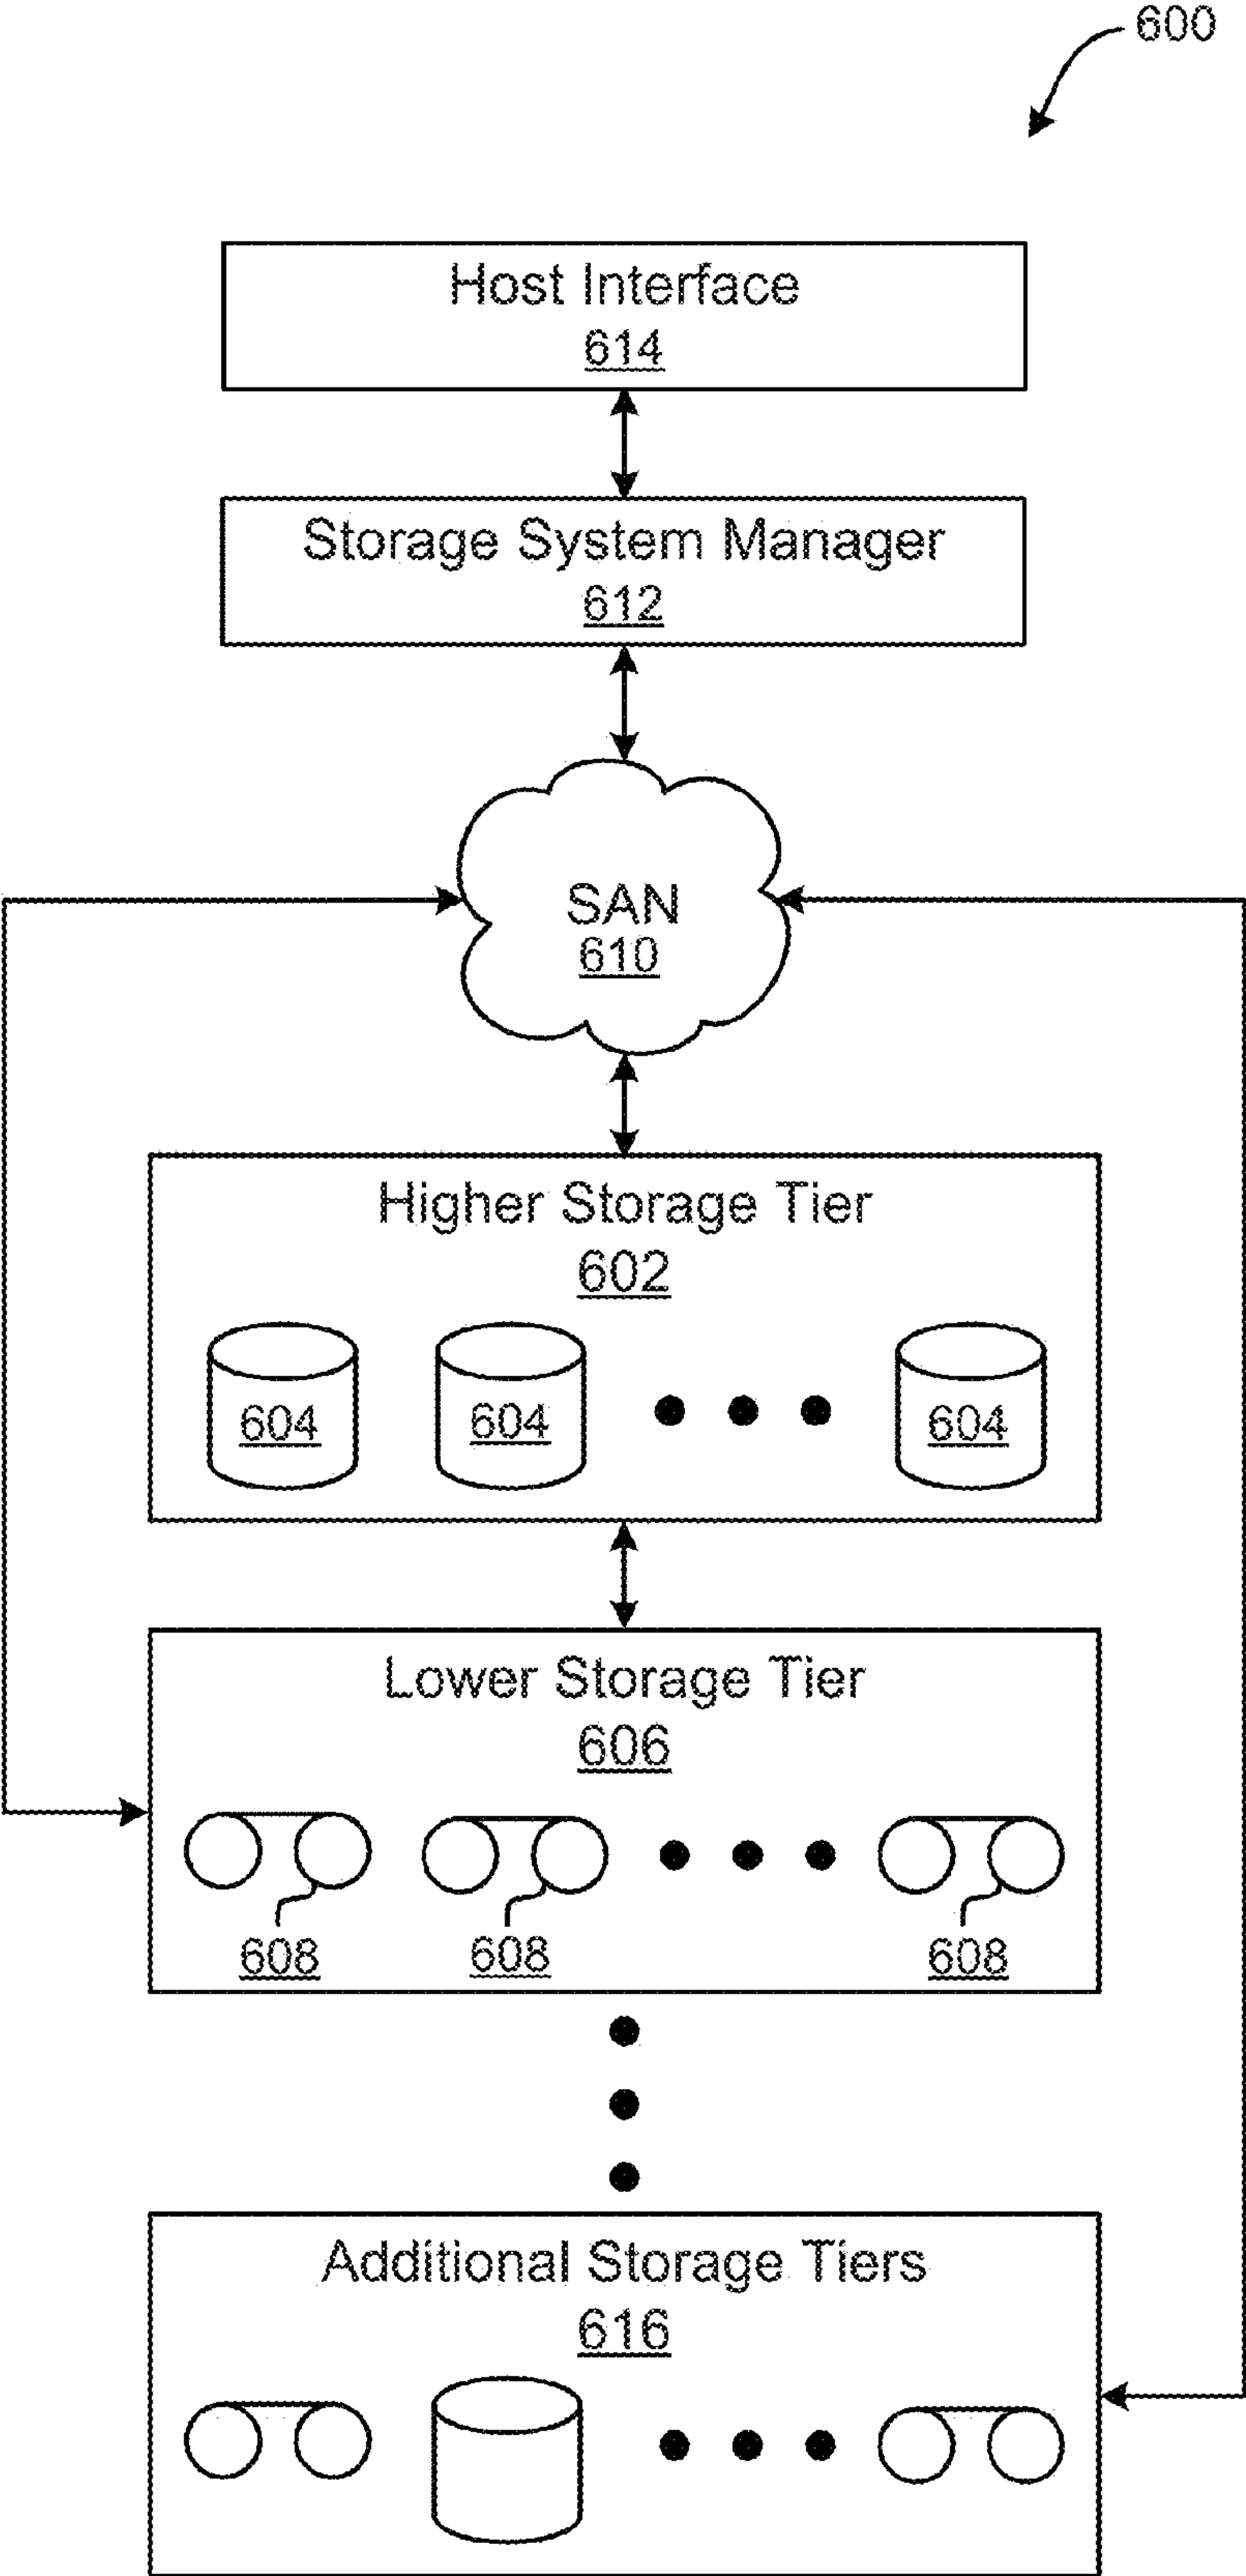 600
Host Interface
614
Storage System Manager
612
SAN
610
Higher Storage Tier
602
604 604 604
Lower Storage Tier
606
608 608 608
Additional Storage Tiers
616